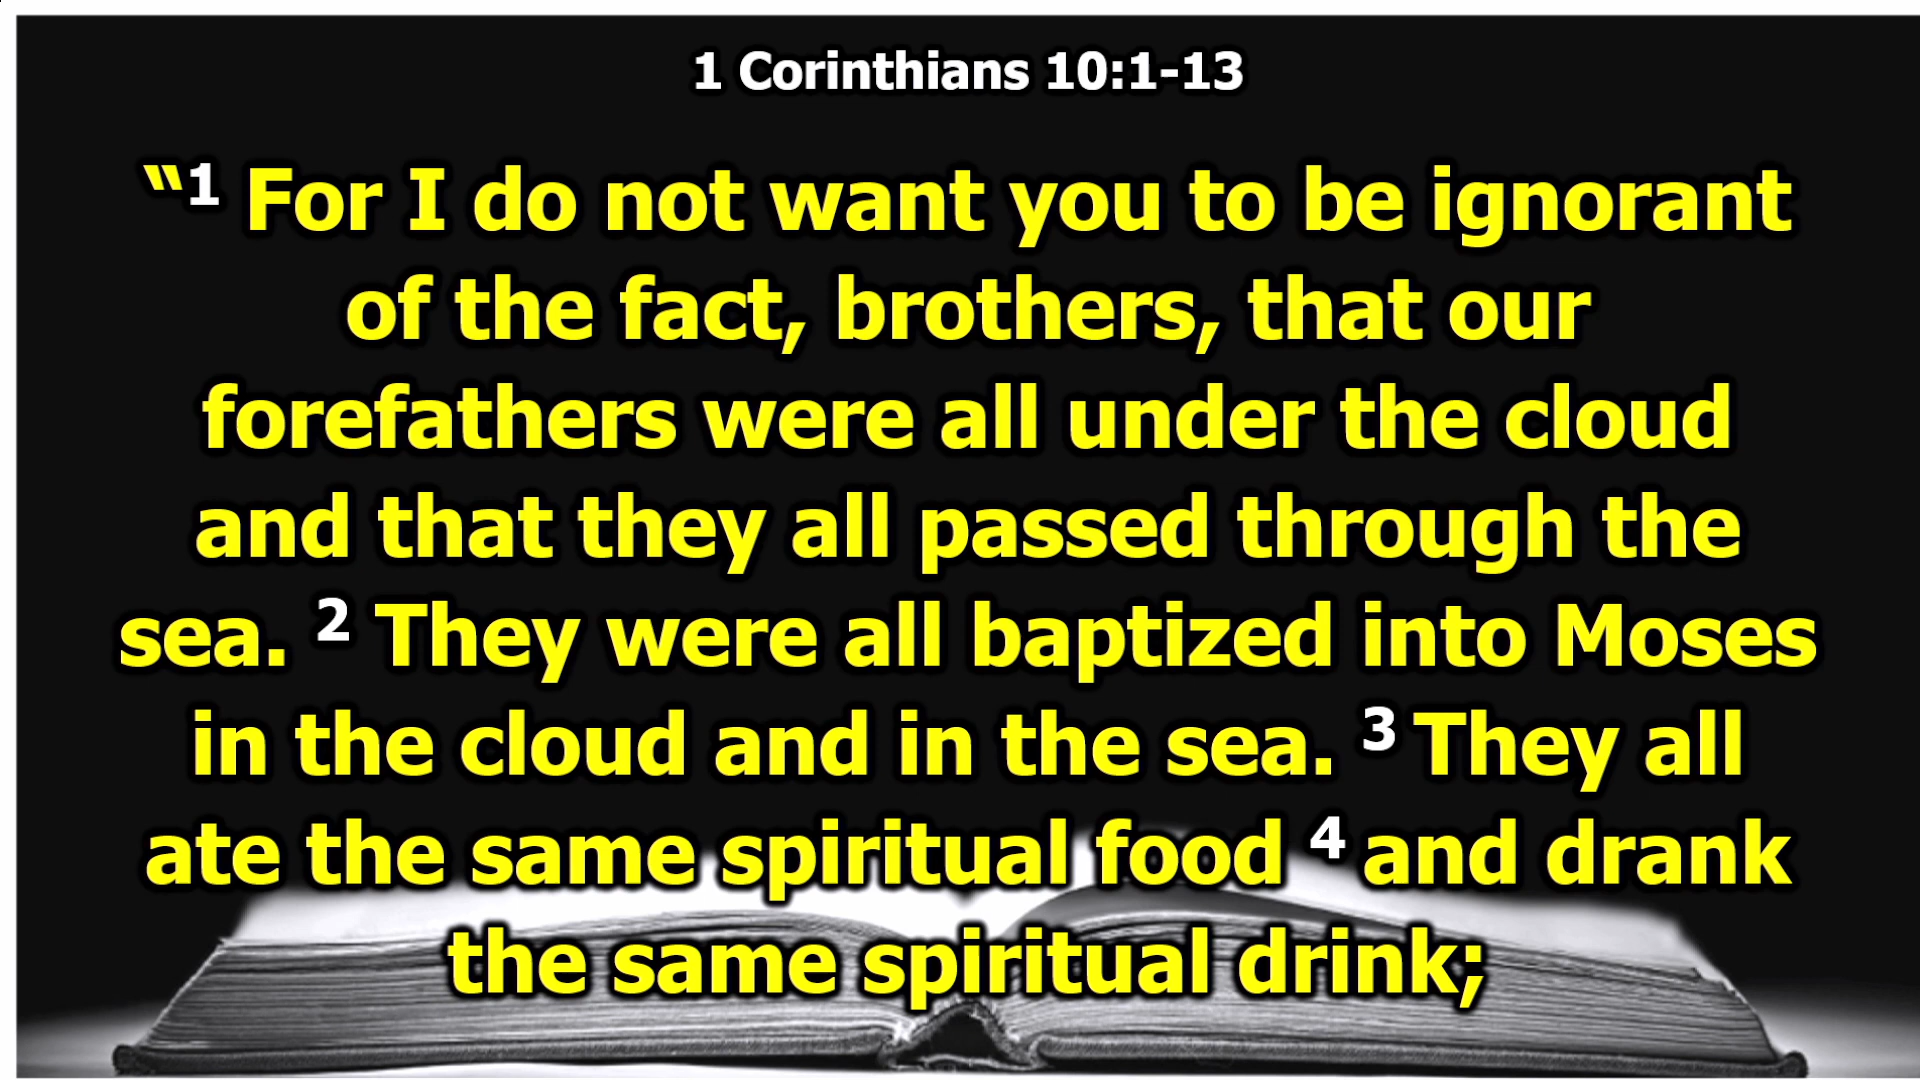 1 Corinthians 10:1-13
“1 For I do not want you to be ignorant
of the fact, brothers, that our
forefathers were all under the cloud
and that they all passed through the
sea. 2 They were all baptized into Moses
in the cloud and in the sea. 3 They all
ate the same spiritual food 4 and drank
the same spiritual drink;